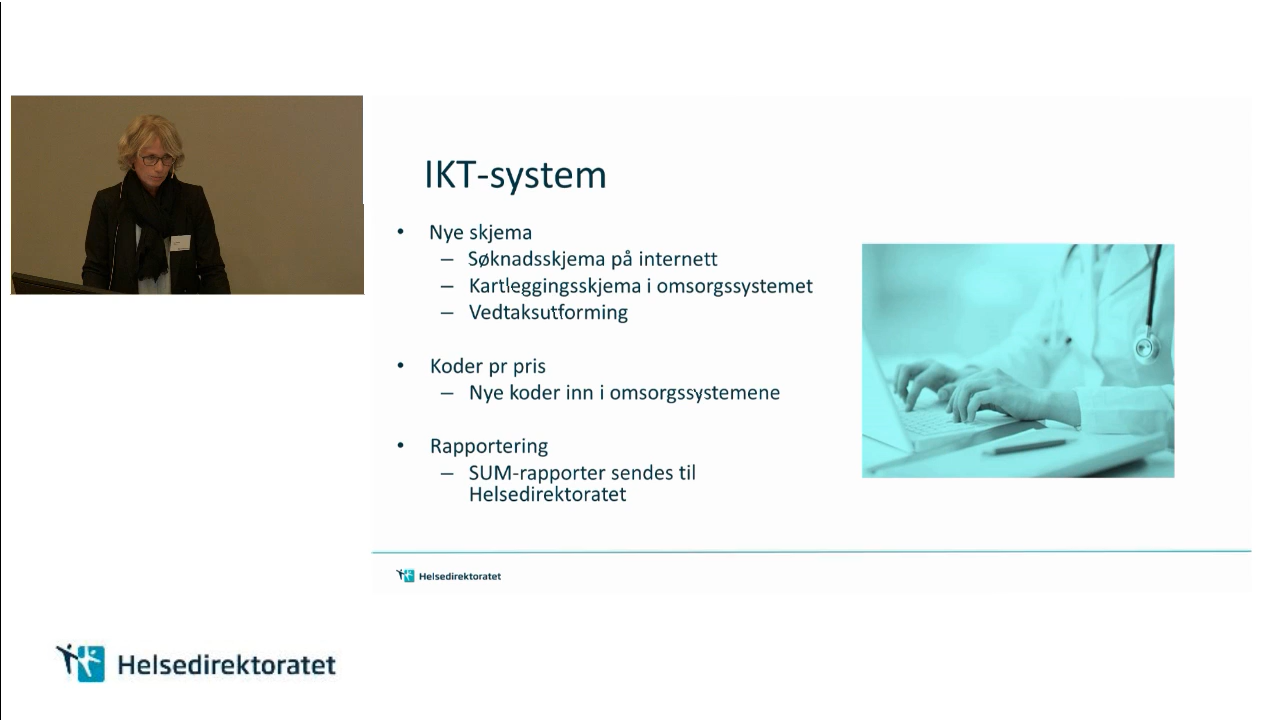 IKT-system
• Nye skjema
– Søknadsskjema på internett
– Kartleggingsskjema i omsorgssystemet
– Vedtaksutforming
• Koder pr pris
– Nye koder inn i omsorgssystemene
• Rapportering
– SUM-rapporter sendes til
Helsedirektoratet
Helsedirektoratet
Helsedirektoratet